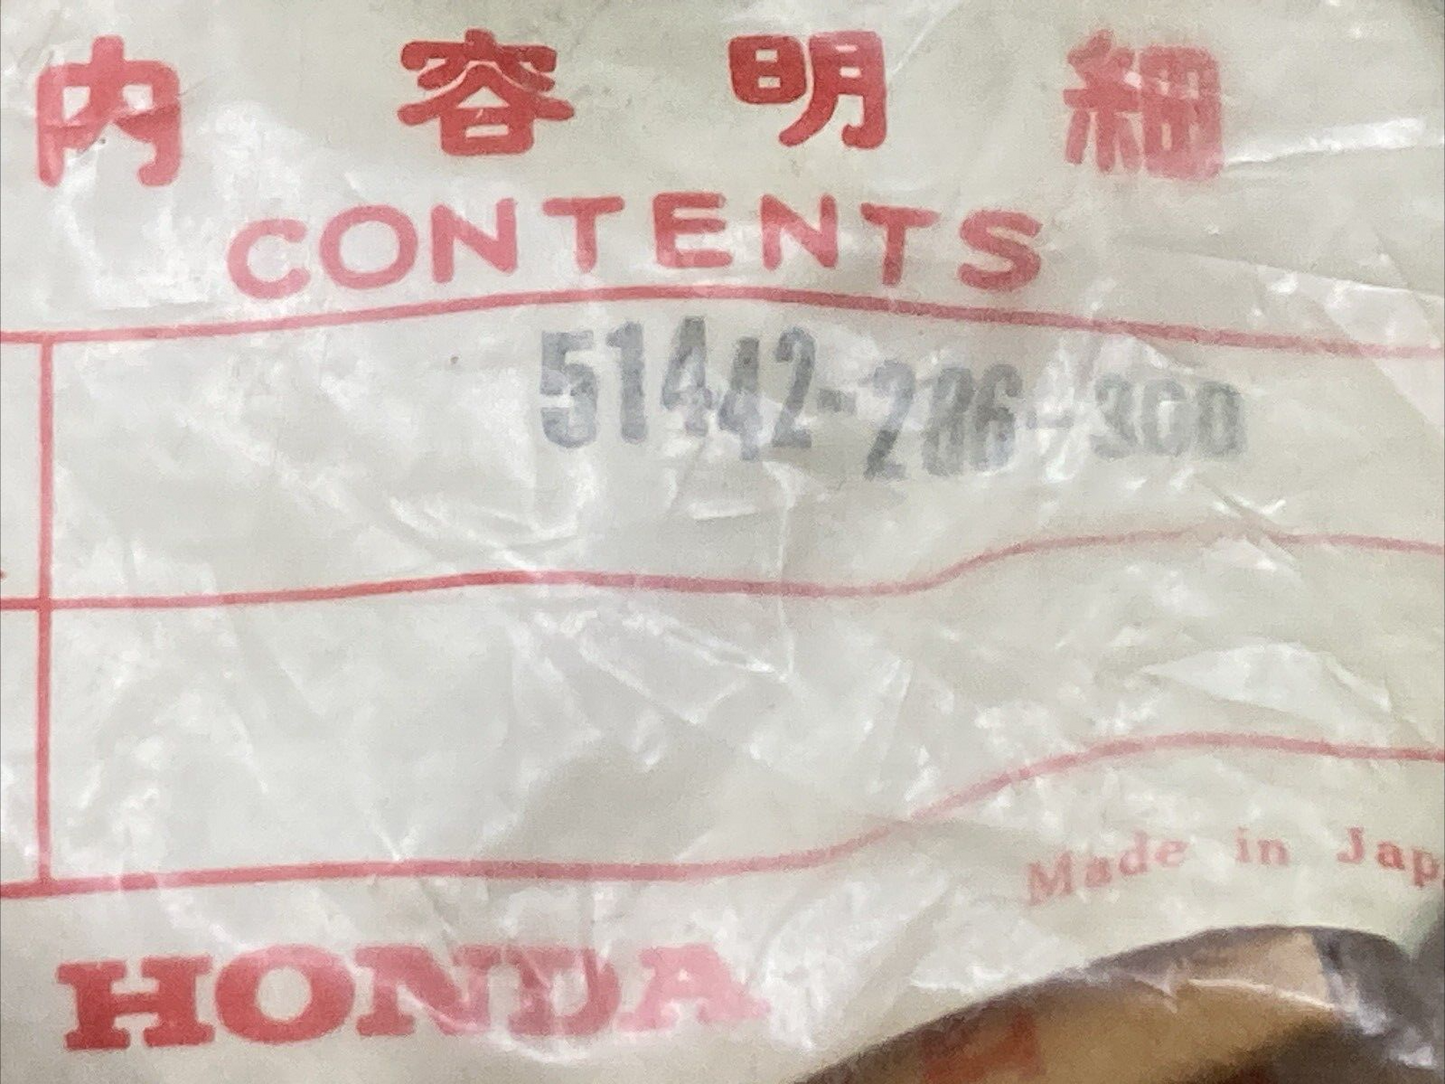 内容明細
CONTENTS
51442-286-300
Made in Jap
HONDA